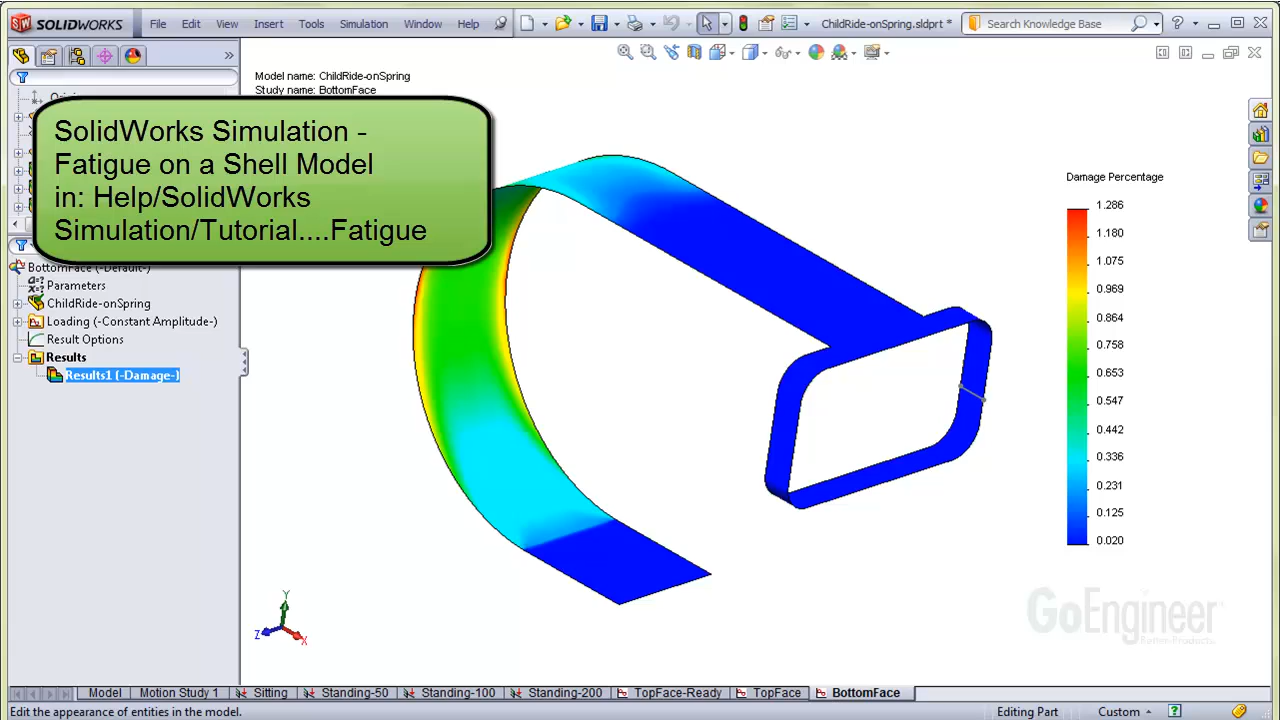 SOLIDWORKS File Edit View Insert Tools Simulation Window Help ChildRide-onSpring.sldprt * Search Knowledge Base
Model name: ChildRide-onSpring
Study name: BottomFace
SolidWorks Simulation -
Fatigue on a Shell Model
in: Help/SolidWorks
Simulation/Tutorial....Fatigue
BottomFace (-Default-)
Parameters
ChildRide-onSpring
Loading (-Constant Amplitude-)
Result Options
Results
Results1 (-Damage-)
Damage Percentage
1.286
1.180
1.075
0.969
0.864
0.758
0.653
0.547
0.442
0.336
0.231
0.125
0.020
Y
Z X
GoEngineer
Model Motion Study 1 Sitting Standing-50 Standing-100 Standing-200 TopFace-Ready TopFace BottomFace
Edit the appearance of entities in the model. Editing Part Custom